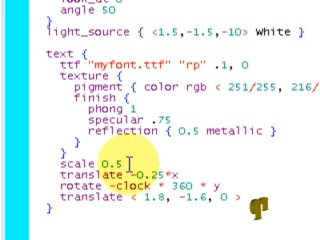 look_at 0
angle 50
}
light_source { <1.5,-1.5,-10> White }
text {
ttf "myfont.ttf" "rp" .1, 0
texture {
pigment { color rgb < 251/255, 216/
finish {
phong 1
specular .75
reflection { 0.5 metallic }
}
}
scale 0.5
translate -0.25*x
rotate -clock * 360 * y
translate < 1.8, -1.6, 0 >
}